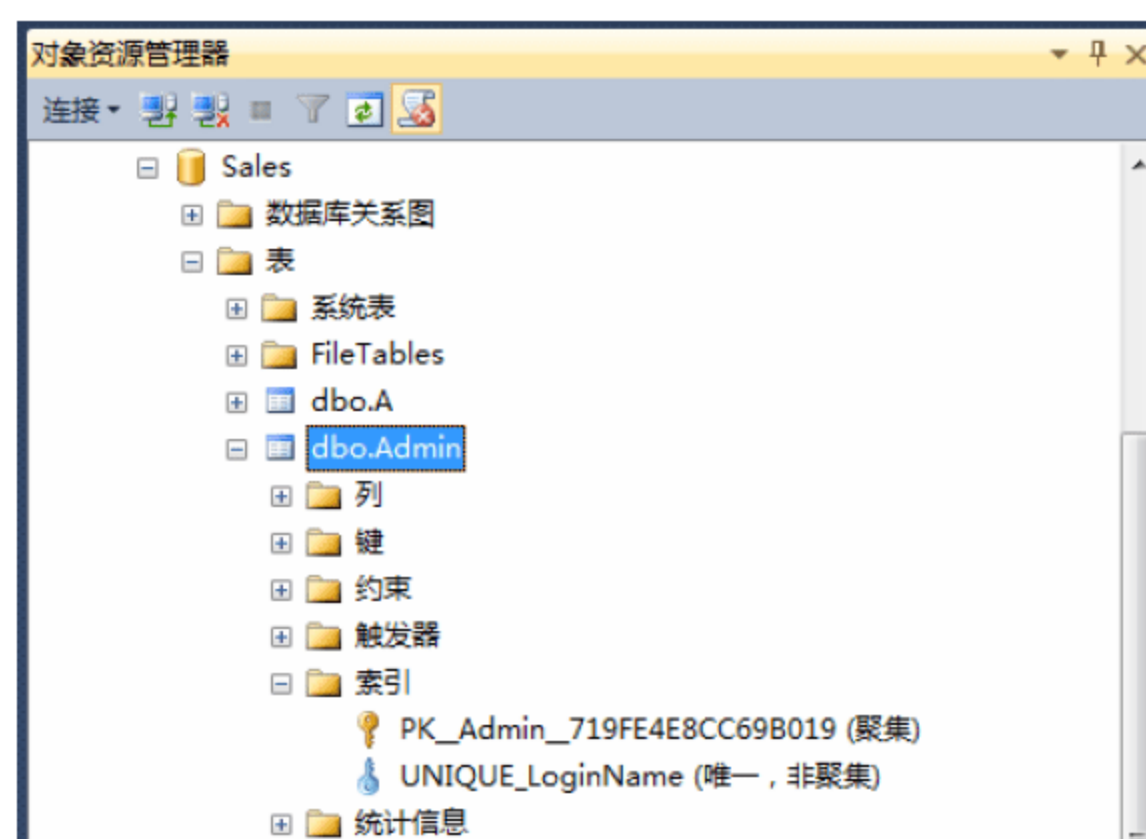 对象资源管理器
连接
Sales
数据库关系图
表
系统表
FileTables
dbo.A
dbo.Admin
列
键
约束
触发器
索引
PK__Admin__719FE4E8CC69B019 (聚集)
UNIQUE_LoginName (唯一，非聚集)
统计信息